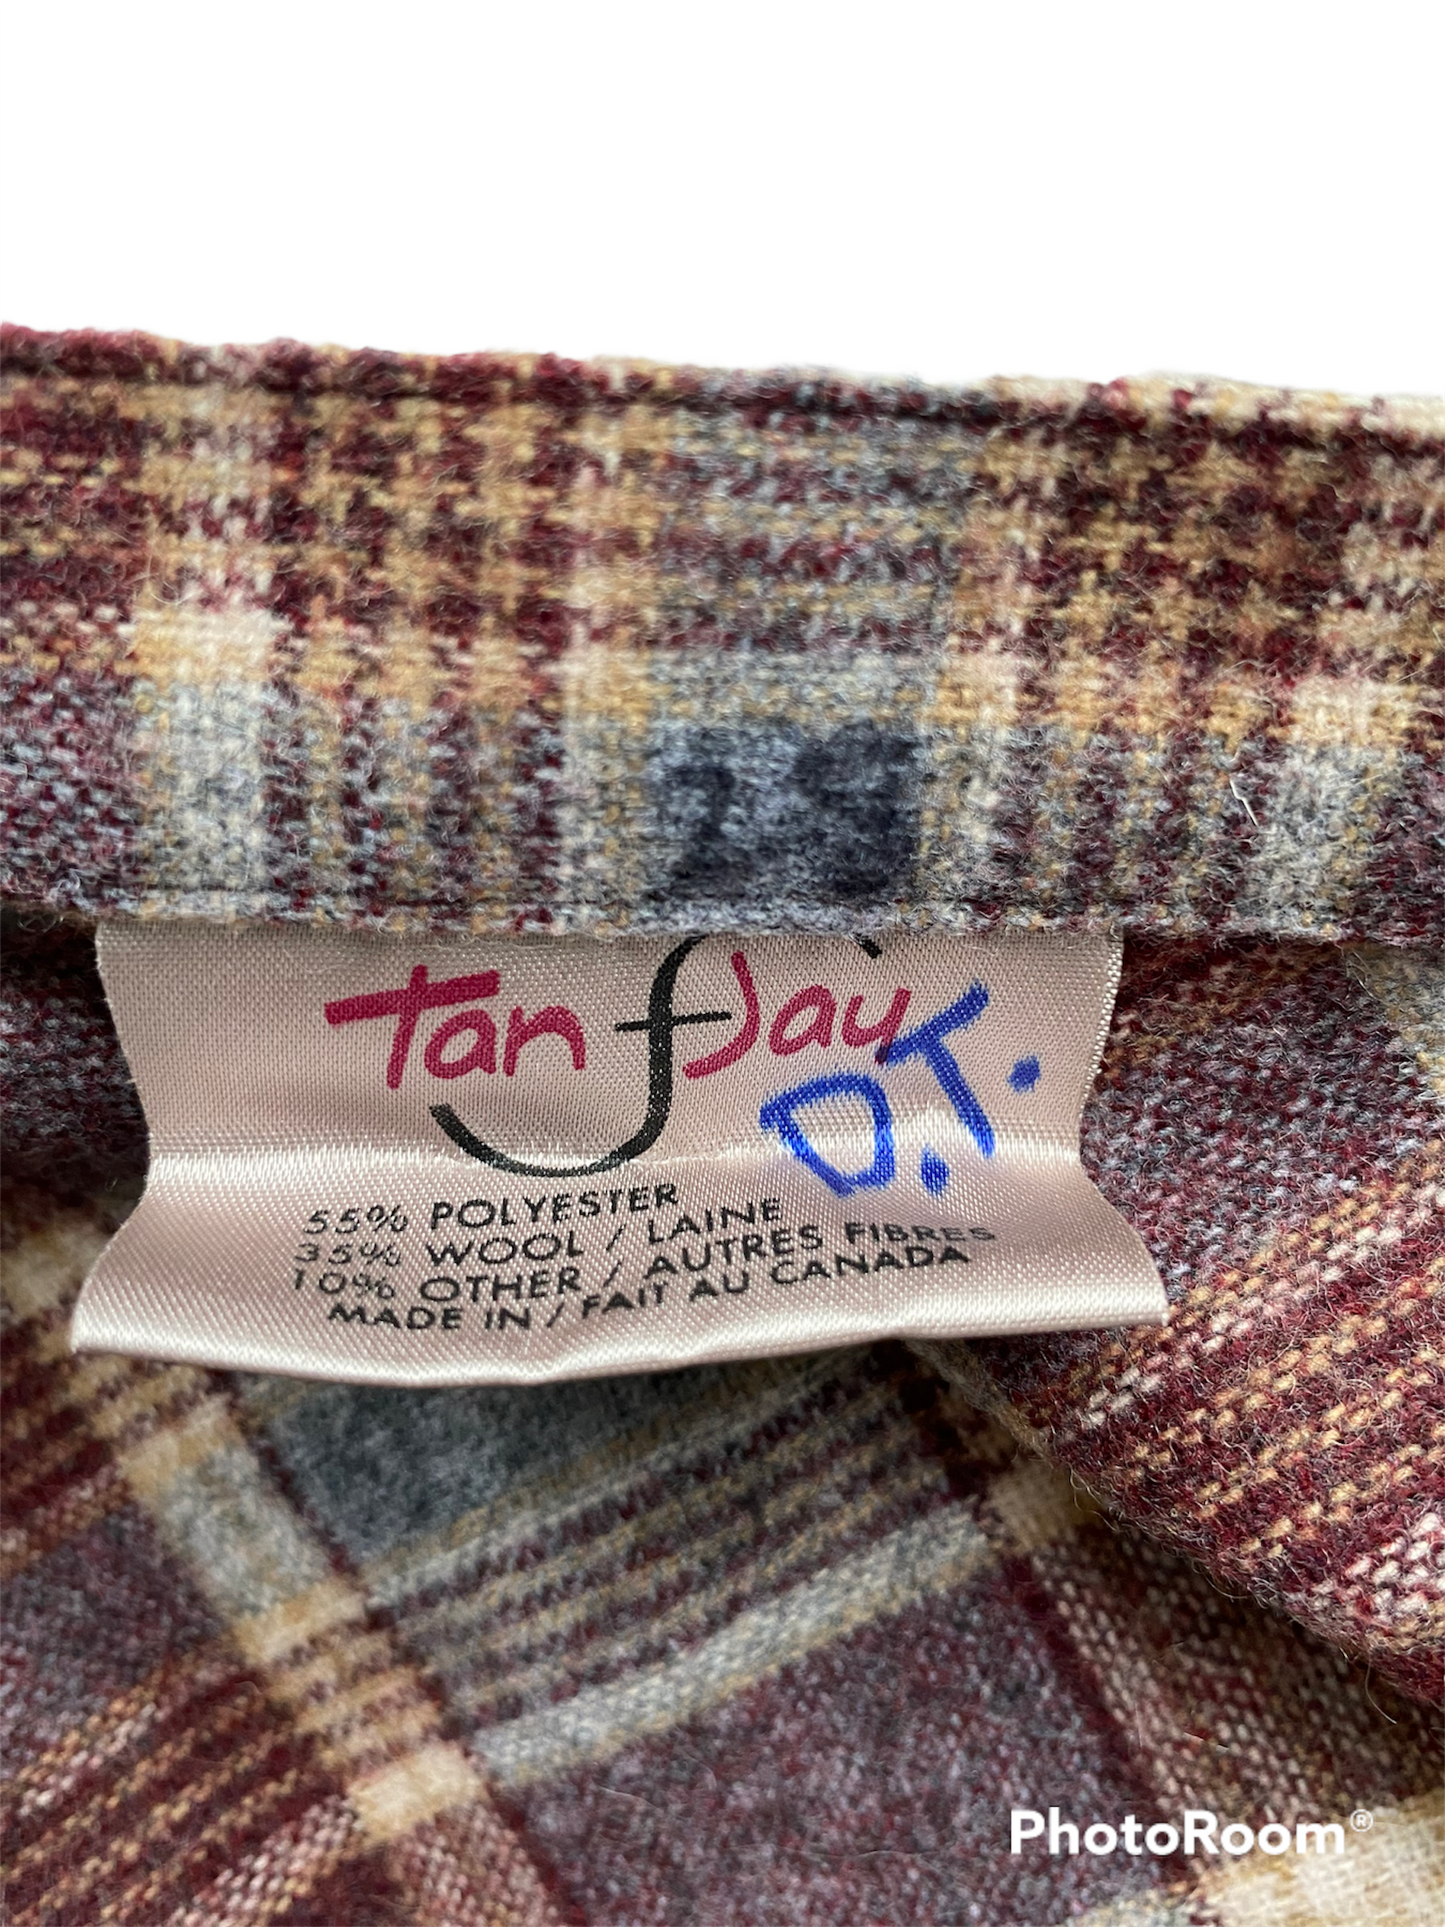 Tan Jay
D.T.
55% POLYESTER
35% WOOL / LAINE
10% OTHER / AUTRES FIBRES
MADE IN / FAIT AU CANADA
PhotoRoom®